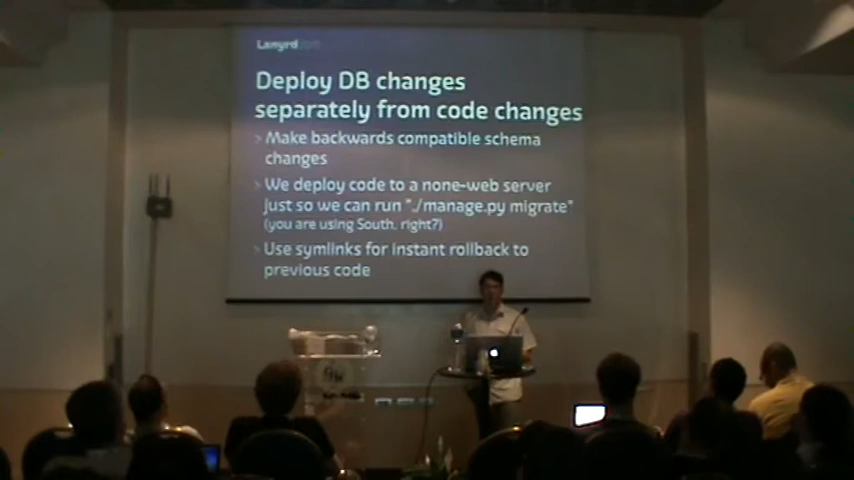 Lanyrd.com
Deploy DB changes
separately from code changes
> Make backwards compatible schema
changes
> We deploy code to a none-web server
just so we can run "./manage.py migrate"
(you are using South, right?)
> Use symlinks for instant rollback to
previous code